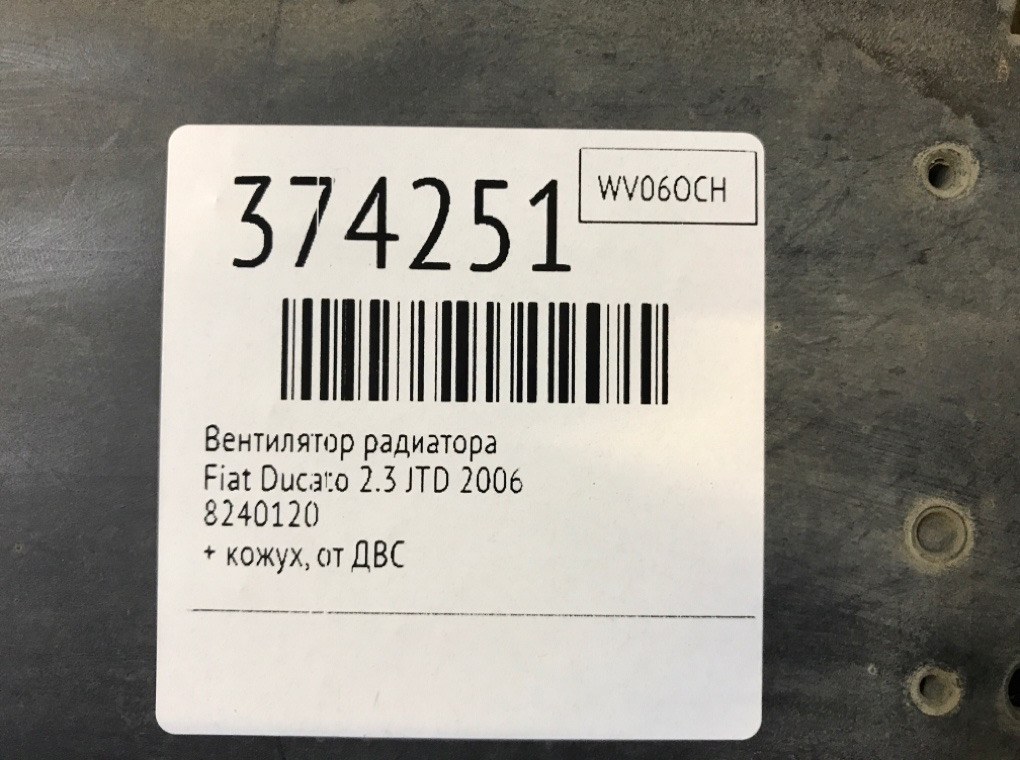 374251
WV06OCH
Вентилятор радиатора
Fiat Ducato 2.3 JTD 2006
8240120
+ кожух, от ДВС